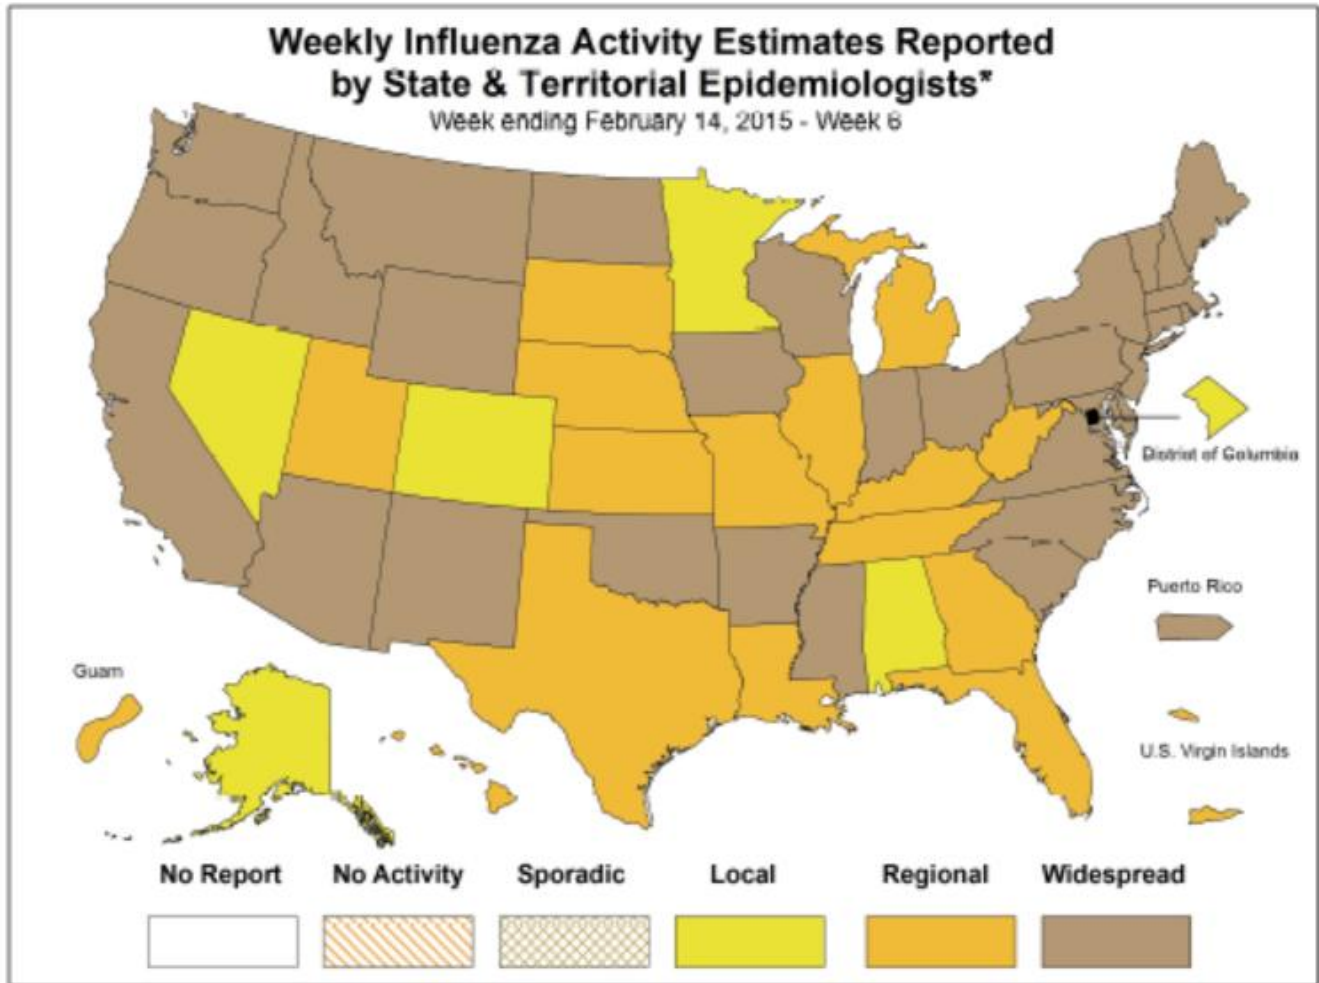 Weekly Influenza Activity Estimates Reported
by State & Territorial Epidemiologists*
Week ending February 14, 2015 - Week 6
District of Columbia
Puerto Rico
Guam
U.S. Virgin Islands
No Report No Activity Sporadic Local Regional Widespread